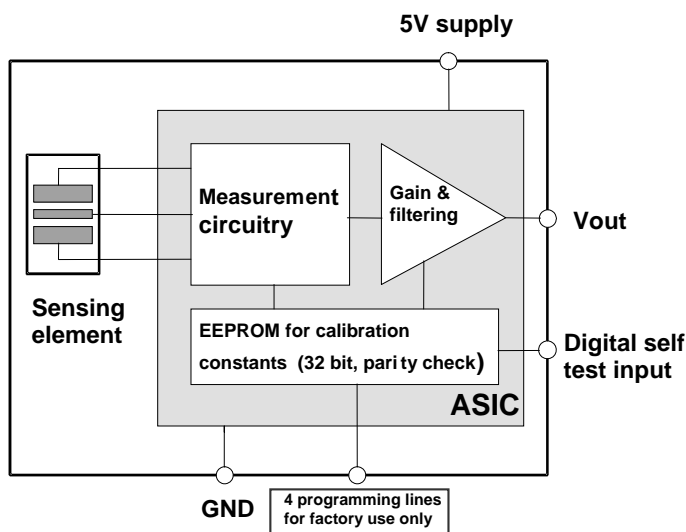 5V supply
Measurement
circuitry
Gain &
filtering
Vout
Sensing
element
EEPROM for calibration
constants (32 bit, parity check)
Digital self
test input
ASIC
GND
4 programming lines
for factory use only